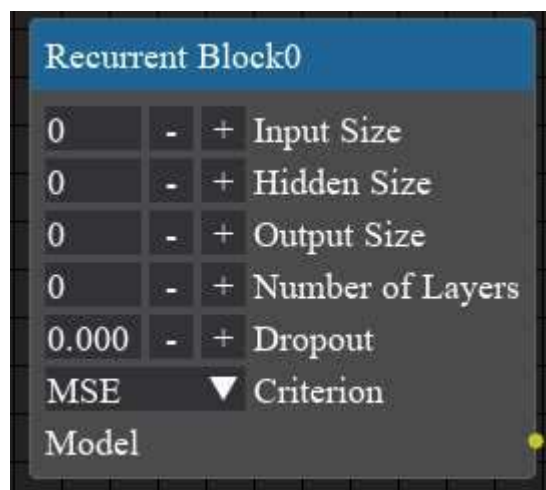 Recurrent Block0
0 - + Input Size
0 - + Hidden Size
0 - + Output Size
0 - + Number of Layers
0.000 - + Dropout
MSE ▼ Criterion
Model